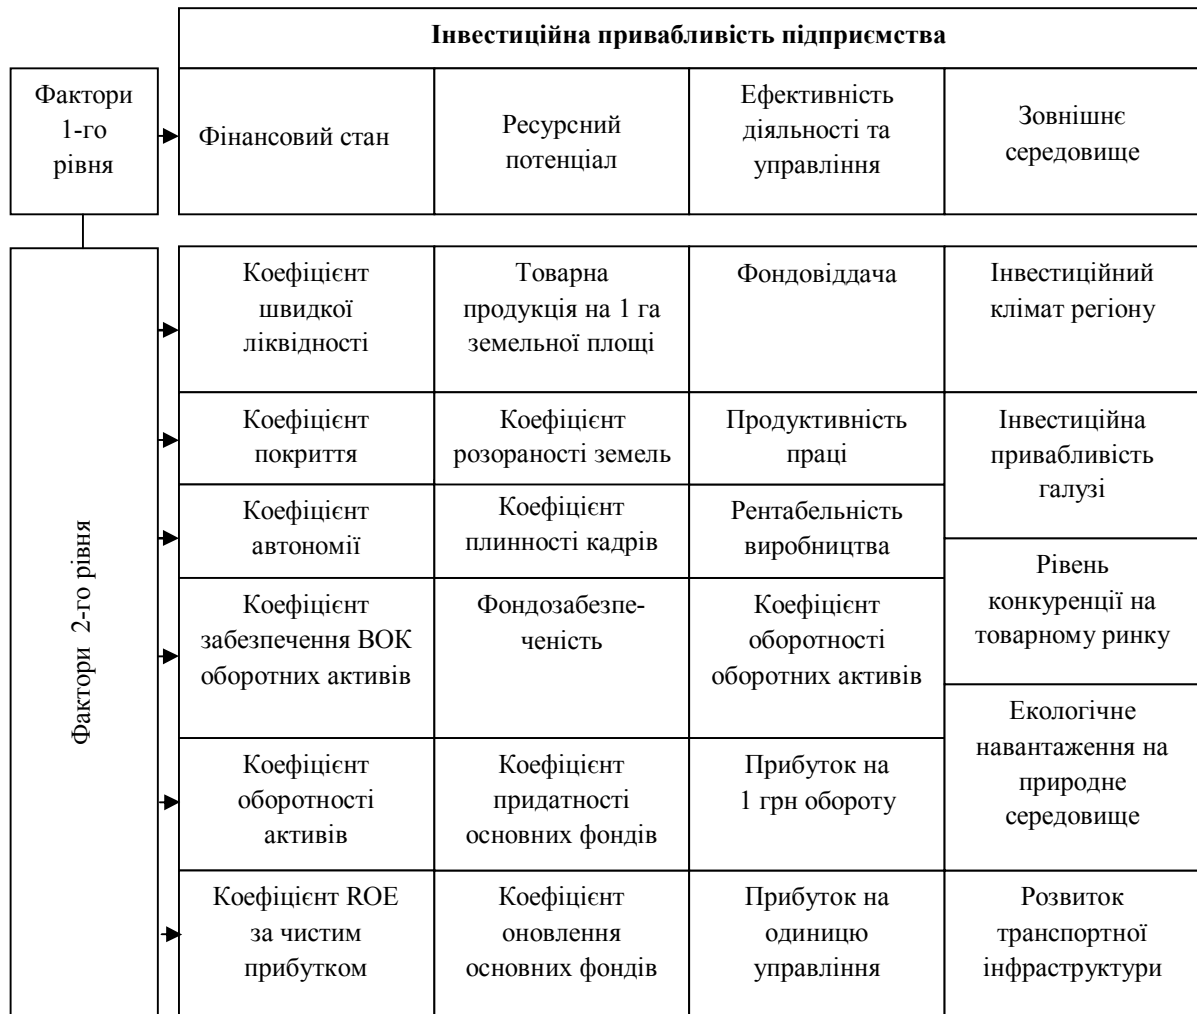 Інвестиційна привабливість підприємства
Фактори
1-го
рівня
Фінансовий стан
Ресурсний
потенціал
Ефективність
діяльності та
управління
Зовнішнє
середовище
Фактори 2-го рівня
Коефіцієнт
швидкої
ліквідності
Товарна
продукція на 1 га
земельної площі
Фондовіддача
Інвестиційний
клімат регіону
Коефіцієнт
покриття
Коефіцієнт
розораності земель
Продуктивність
праці
Інвестиційна
привабливість
галузі
Коефіцієнт
автономії
Коефіцієнт
плинності кадрів
Рентабельність
виробництва
Рівень
конкуренції на
товарному ринку
Коефіцієнт
забезпечення ВОК
оборотних активів
Фондозабезпе-
ченість
Коефіцієнт
оборотності
оборотних активів
Екологічне
навантаження на
природне
середовище
Коефіцієнт
оборотності
активів
Коефіцієнт
придатності
основних фондів
Прибуток на
1 грн обороту
Коефіцієнт ROE
за чистим
прибутком
Коефіцієнт
оновлення
основних фондів
Прибуток на
одиницю
управління
Розвиток
транспортної
інфраструктури